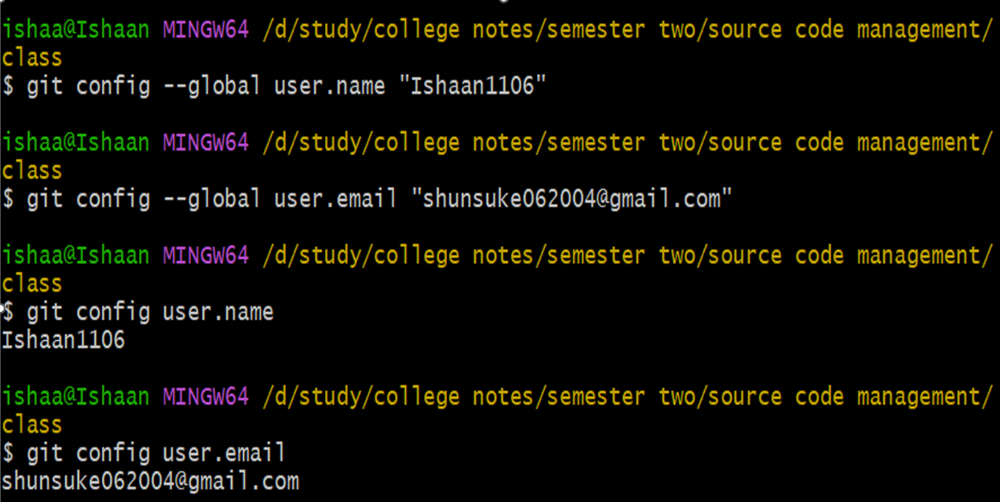 ishaa@Ishaan MINGW64 /d/study/college notes/semester two/source code management/
class
$ git config --global user.name "Ishaan1106"
ishaa@Ishaan MINGW64 /d/study/college notes/semester two/source code management/
class
$ git config --global user.email "shunsuke062004@gmail.com"
ishaa@Ishaan MINGW64 /d/study/college notes/semester two/source code management/
class
$ git config user.name
Ishaan1106
ishaa@Ishaan MINGW64 /d/study/college notes/semester two/source code management/
class
$ git config user.email
shunsuke062004@gmail.com